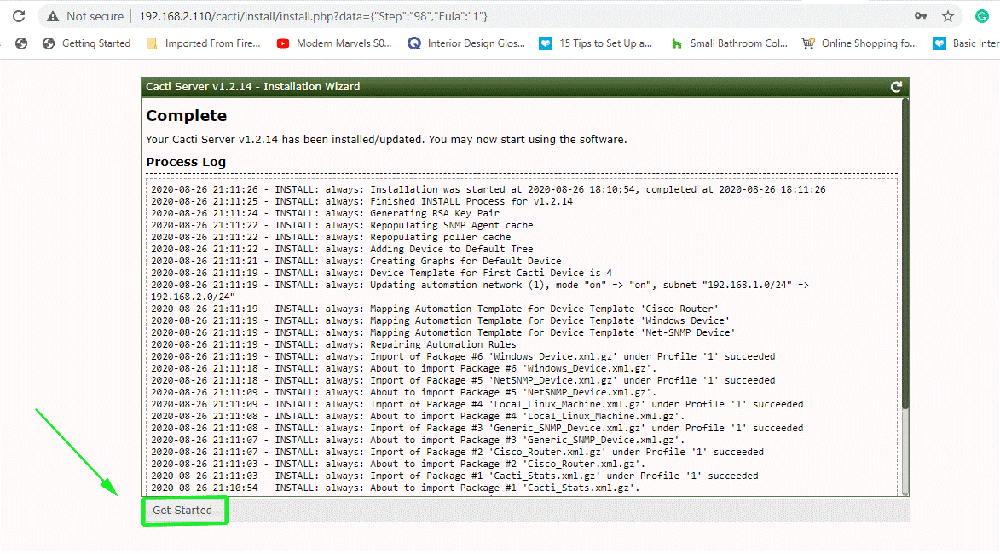 Not secure | 192.168.2.110/cacti/install/install.php?data={"Step":"98","Eula":"1"}
Getting Started Imported From Fire... Modern Marvels S0... Interior Design Glos... 15 Tips to Set Up a... Small Bathroom Col... Online Shopping fo... Basic Inter
Cacti Server v1.2.14 - Installation Wizard
Complete
Your Cacti Server v1.2.14 has been installed/updated. You may now start using the software.
Process Log
2020-08-26 21:11:26 - INSTALL: always: Installation was started at 2020-08-26 18:10:54, completed at 2020-08-26 18:11:26
2020-08-26 21:11:25 - INSTALL: always: Finished INSTALL Process for v1.2.14
2020-08-26 21:11:24 - INSTALL: always: Generating RSA Key Pair
2020-08-26 21:11:22 - INSTALL: always: Repopulating SNMP Agent cache
2020-08-26 21:11:22 - INSTALL: always: Repopulating poller cache
2020-08-26 21:11:22 - INSTALL: always: Adding Device to Default Tree
2020-08-26 21:11:21 - INSTALL: always: Creating Graphs for Default Device
2020-08-26 21:11:19 - INSTALL: always: Device Template for First Cacti Device is 4
2020-08-26 21:11:19 - INSTALL: always: Updating automation network (1), mode "on" => "on", subnet "192.168.1.0/24" =>
192.168.2.0/24"
2020-08-26 21:11:19 - INSTALL: always: Mapping Automation Template for Device Template 'Cisco Router'
2020-08-26 21:11:19 - INSTALL: always: Mapping Automation Template for Device Template 'Windows Device'
2020-08-26 21:11:19 - INSTALL: always: Mapping Automation Template for Device Template 'Net-SNMP Device'
2020-08-26 21:11:19 - INSTALL: always: Repairing Automation Rules
2020-08-26 21:11:19 - INSTALL: always: Import of Package #6 'Windows_Device.xml.gz' under Profile '1' succeeded
2020-08-26 21:11:18 - INSTALL: always: About to import Package #6 'Windows_Device.xml.gz'.
2020-08-26 21:11:18 - INSTALL: always: Import of Package #5 'NetSNMP_Device.xml.gz' under Profile '1' succeeded
2020-08-26 21:11:09 - INSTALL: always: About to import Package #5 'NetSNMP_Device.xml.gz'.
2020-08-26 21:11:09 - INSTALL: always: Import of Package #4 'Local_Linux_Machine.xml.gz' under Profile '1' succeeded
2020-08-26 21:11:08 - INSTALL: always: About to import Package #4 'Local_Linux_Machine.xml.gz'.
2020-08-26 21:11:08 - INSTALL: always: Import of Package #3 'Generic_SNMP_Device.xml.gz' under Profile '1' succeeded
2020-08-26 21:11:07 - INSTALL: always: About to import Package #3 'Generic_SNMP_Device.xml.gz'.
2020-08-26 21:11:07 - INSTALL: always: Import of Package #2 'Cisco_Router.xml.gz' under Profile '1' succeeded
2020-08-26 21:11:03 - INSTALL: always: About to import Package #2 'Cisco_Router.xml.gz'.
2020-08-26 21:11:03 - INSTALL: always: Import of Package #1 'Cacti_Stats.xml.gz' under Profile '1' succeeded
2020-08-26 21:10:54 - INSTALL: always: About to import Package #1 'Cacti_Stats.xml.gz'.
Get Started